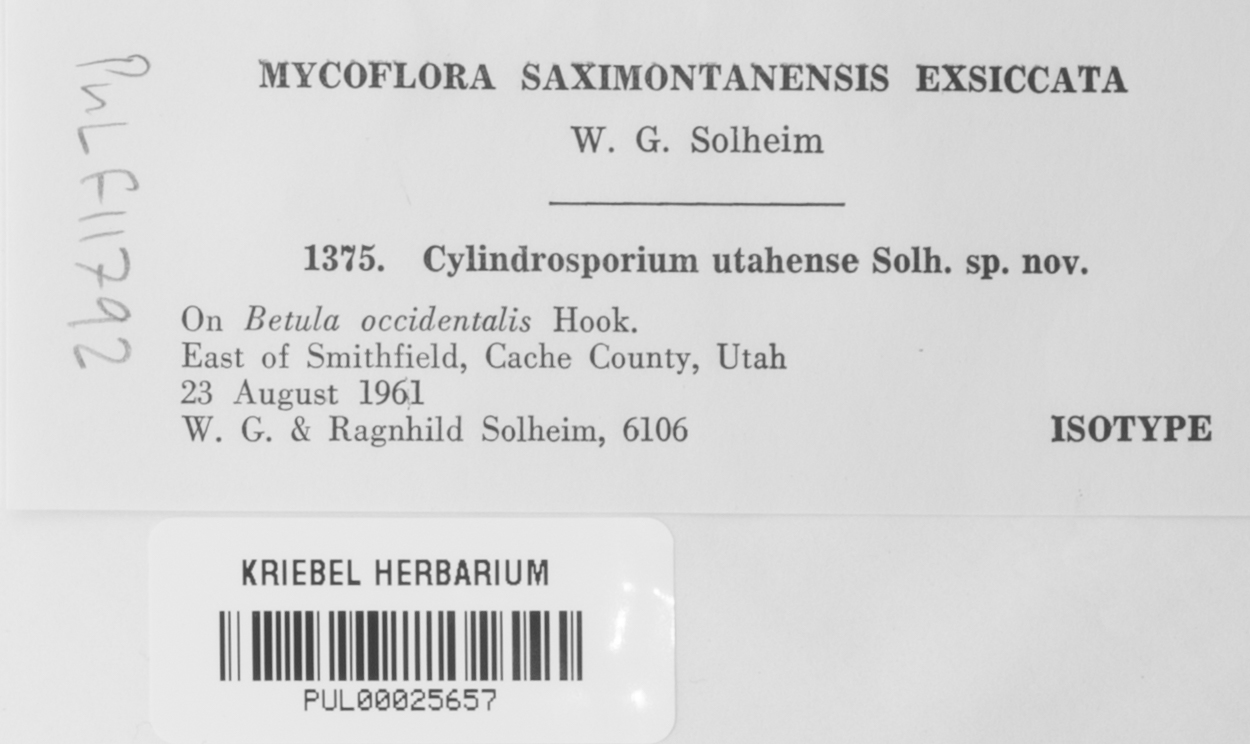 MYCOFLORA SAXIMONTANENSIS EXSICCATA
W. G. Solheim
1375. Cylindrosporium utahense Solh. sp. nov.
On Betula occidentalis Hook.
East of Smithfield, Cache County, Utah
23 August 1961
W. G. & Ragnhild Solheim, 6106
ISOTYPE
PUL F11792
KRIEBEL HERBARIUM
PUL00025657